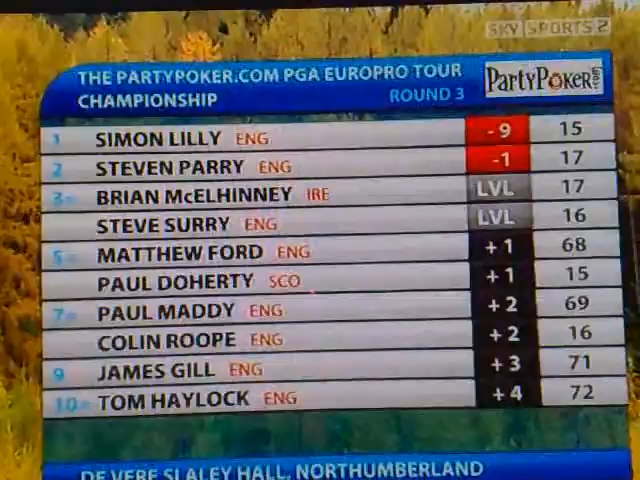 SKY SPORTS 2
THE PARTYPOKER.COM PGA EUROPRO TOUR
CHAMPIONSHIP ROUND 3
PARTYPOKER.com
1 SIMON LILLY ENG -9 15
2 STEVEN PARRY ENG -1 17
3= BRIAN McELHINNEY IRE LVL 17
STEVE SURRY ENG LVL 16
5= MATTHEW FORD ENG +1 68
PAUL DOHERTY SCO +1 15
7= PAUL MADDY ENG +2 69
COLIN ROOPE ENG +2 16
9 JAMES GILL ENG +3 71
10= TOM HAYLOCK ENG +4 72
DE VERE SLALEY HALL, NORTHUMBERLAND